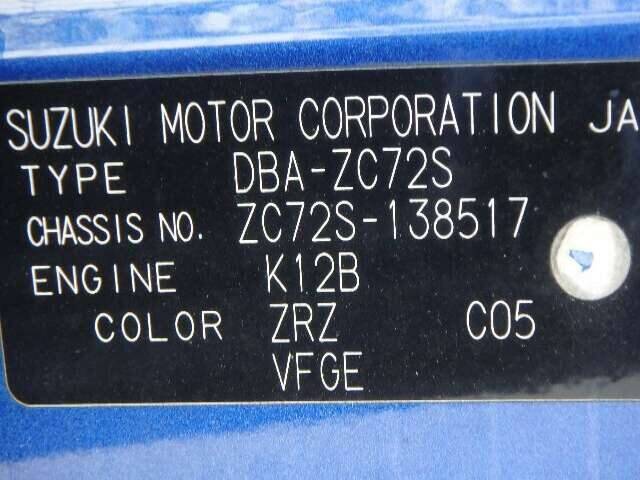 SUZUKI MOTOR CORPORATION JA
TYPE DBA-ZC72S
CHASSIS NO. ZC72S-138517
ENGINE K12B
COLOR ZRZ C05
VFGE